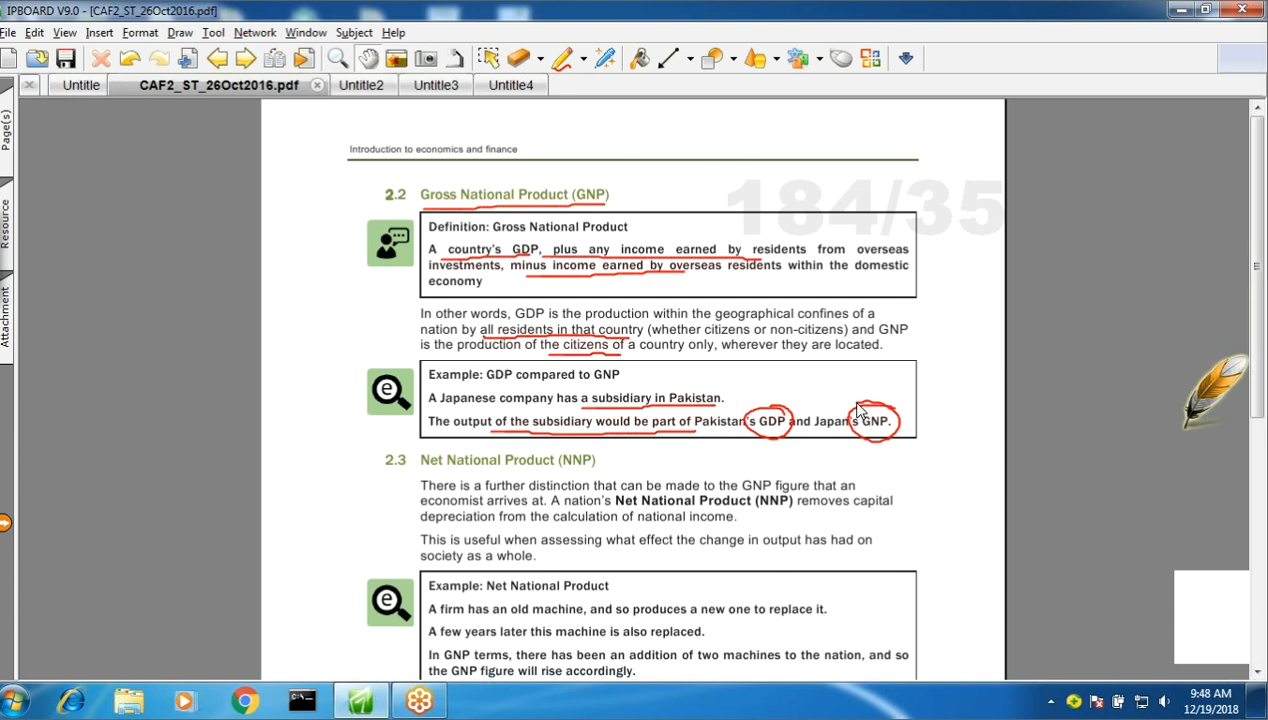 IPBOARD V9.0 - [CAF2_ST_26Oct2016.pdf]
File Edit View Insert Format Draw Tool Network Window Subject Help
Untitle CAF2_ST_26Oct2016.pdf Untitle2 Untitle3 Untitle4
Page(s)
Resource
Attachment
Introduction to economics and finance
184/35
2.2 Gross National Product (GNP)
Definition: Gross National Product
A country's GDP, plus any income earned by residents from overseas
investments, minus income earned by overseas residents within the domestic
economy
In other words, GDP is the production within the geographical confines of a
nation by all residents in that country (whether citizens or non-citizens) and GNP
is the production of the citizens of a country only, wherever they are located.
Example: GDP compared to GNP
A Japanese company has a subsidiary in Pakistan.
The output of the subsidiary would be part of Pakistan's GDP and Japan's GNP.
2.3 Net National Product (NNP)
There is a further distinction that can be made to the GNP figure that an
economist arrives at. A nation's Net National Product (NNP) removes capital
depreciation from the calculation of national income.
This is useful when assessing what effect the change in output has had on
society as a whole.
Example: Net National Product
A firm has an old machine, and so produces a new one to replace it.
A few years later this machine is also replaced.
In GNP terms, there has been an addition of two machines to the nation, and so
the GNP figure will rise accordingly.
9:48 AM
12/19/2018